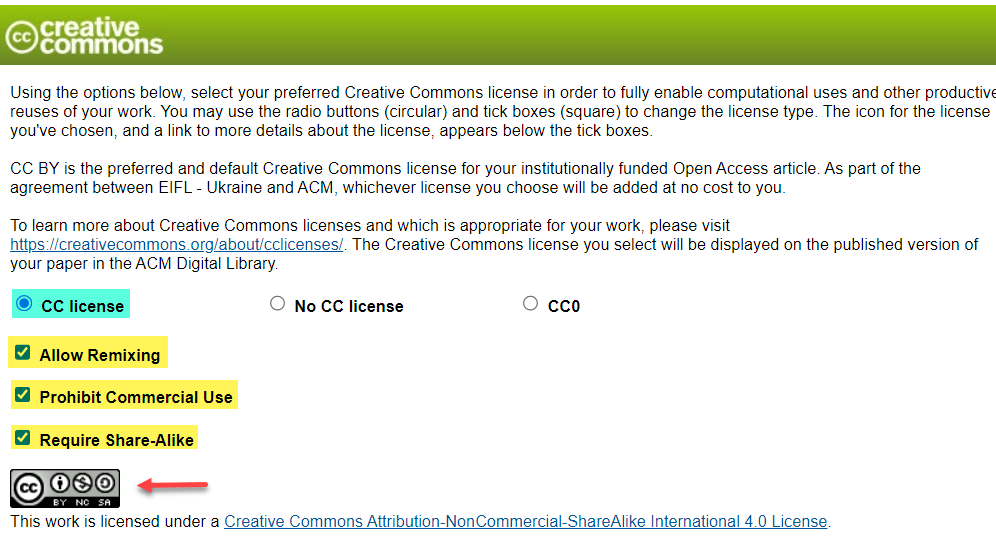 cc creative
commons
Using the options below, select your preferred Creative Commons license in order to fully enable computational uses and other productive
reuses of your work. You may use the radio buttons (circular) and tick boxes (square) to change the license type. The icon for the license
you've chosen, and a link to more details about the license, appears below the tick boxes.
CC BY is the preferred and default Creative Commons license for your institutionally funded Open Access article. As part of the
agreement between EIFL - Ukraine and ACM, whichever license you choose will be added at no cost to you.
To learn more about Creative Commons licenses and which is appropriate for your work, please visit
https://creativecommons.org/about/cclicenses/. The Creative Commons license you select will be displayed on the published version of
your paper in the ACM Digital Library.
CC license No CC license CC0
Allow Remixing
Prohibit Commercial Use
Require Share-Alike
cc
BY NC SA
This work is licensed under a Creative Commons Attribution-NonCommercial-ShareAlike International 4.0 License.